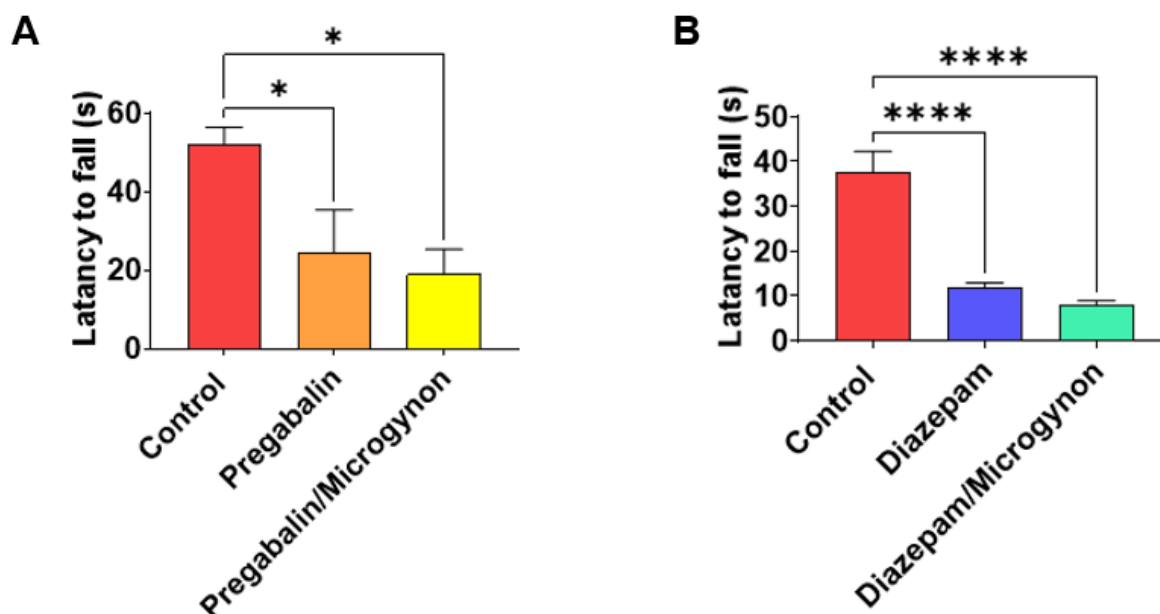 A
Latancy to fall (s)
60
40
20
0
*
*
Control
Pregabalin
Pregabalin/Microgynon
B
Latancy to fall (s)
50
40
30
20
10
0
****
****
Control
Diazepam
Diazepam/Microgynon